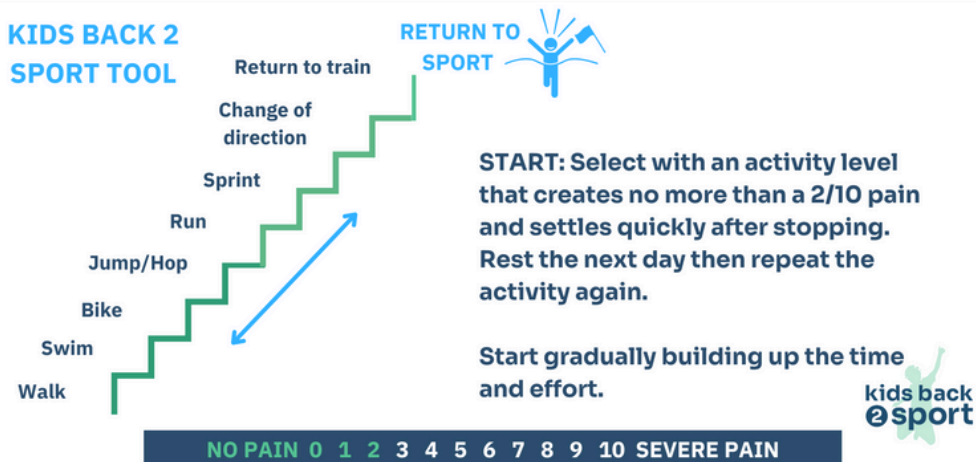 KIDS BACK 2
SPORT TOOL
RETURN TO
SPORT
Return to train
Change of
direction
Sprint
Run
Jump/Hop
Bike
Swim
Walk
START: Select with an activity level
that creates no more than a 2/10 pain
and settles quickly after stopping.
Rest the next day then repeat the
activity again.
Start gradually building up the time
and effort.
kids back
2 sport
NO PAIN 0 1 2 3 4 5 6 7 8 9 10 SEVERE PAIN